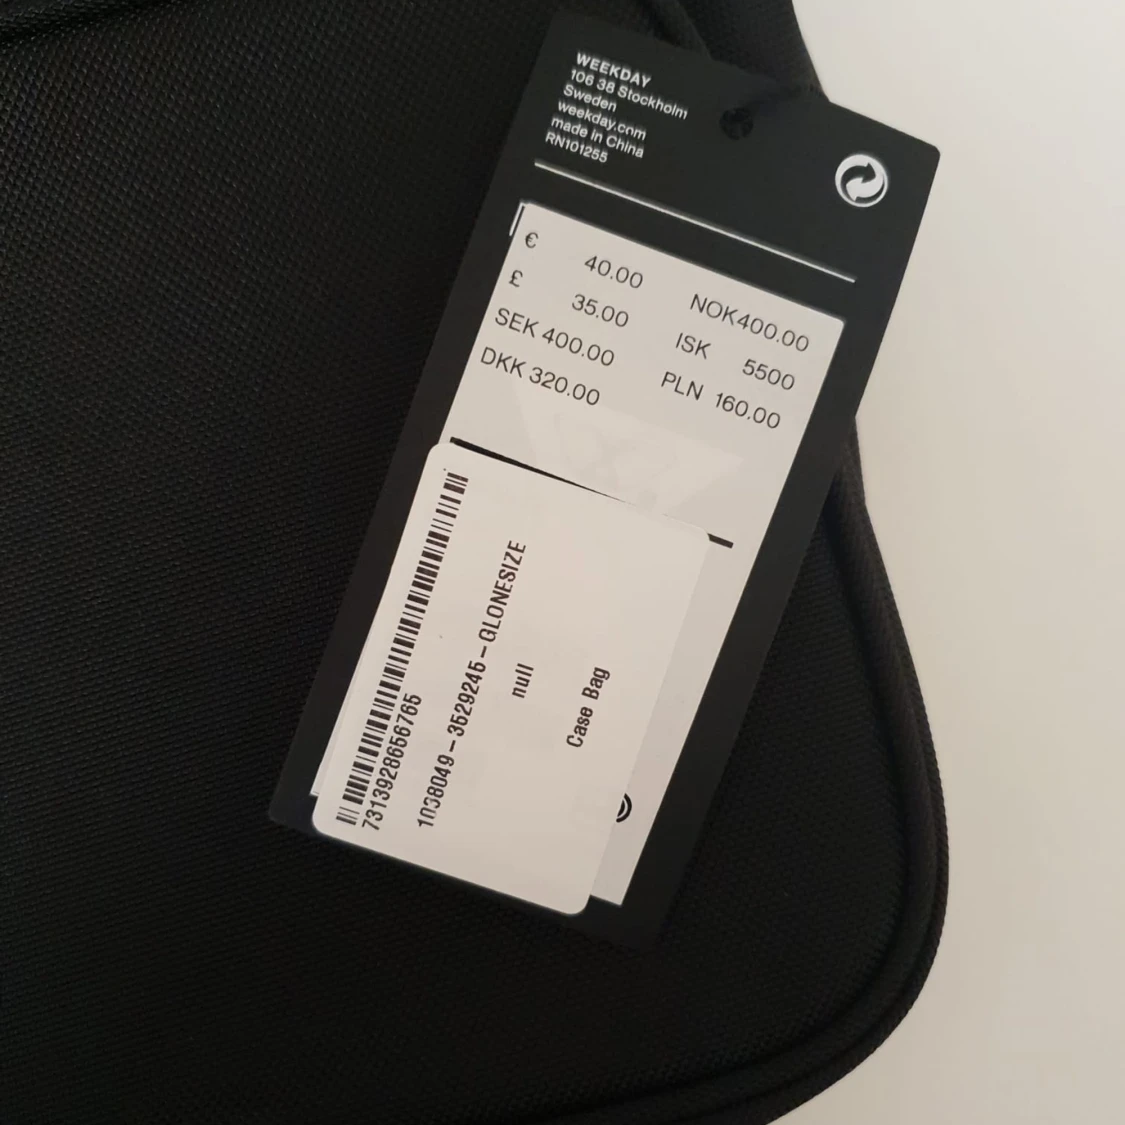 WEEKDAY
106 38 Stockholm
Sweden
weekday.com
made in China
RN101255
€ 40.00 NOK400.00
£ 35.00 ISK 5500
SEK 400.00 PLN 160.00
DKK 320.00
7313928656765
1038049-3529245-GLONESIZE
null
Case Bag